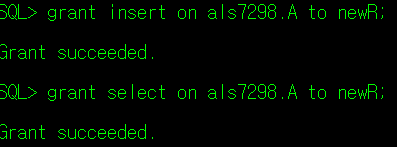 SQL> grant insert on als7298.A to newR;
Grant succeeded.
SQL> grant select on als7298.A to newR;
Grant succeeded.